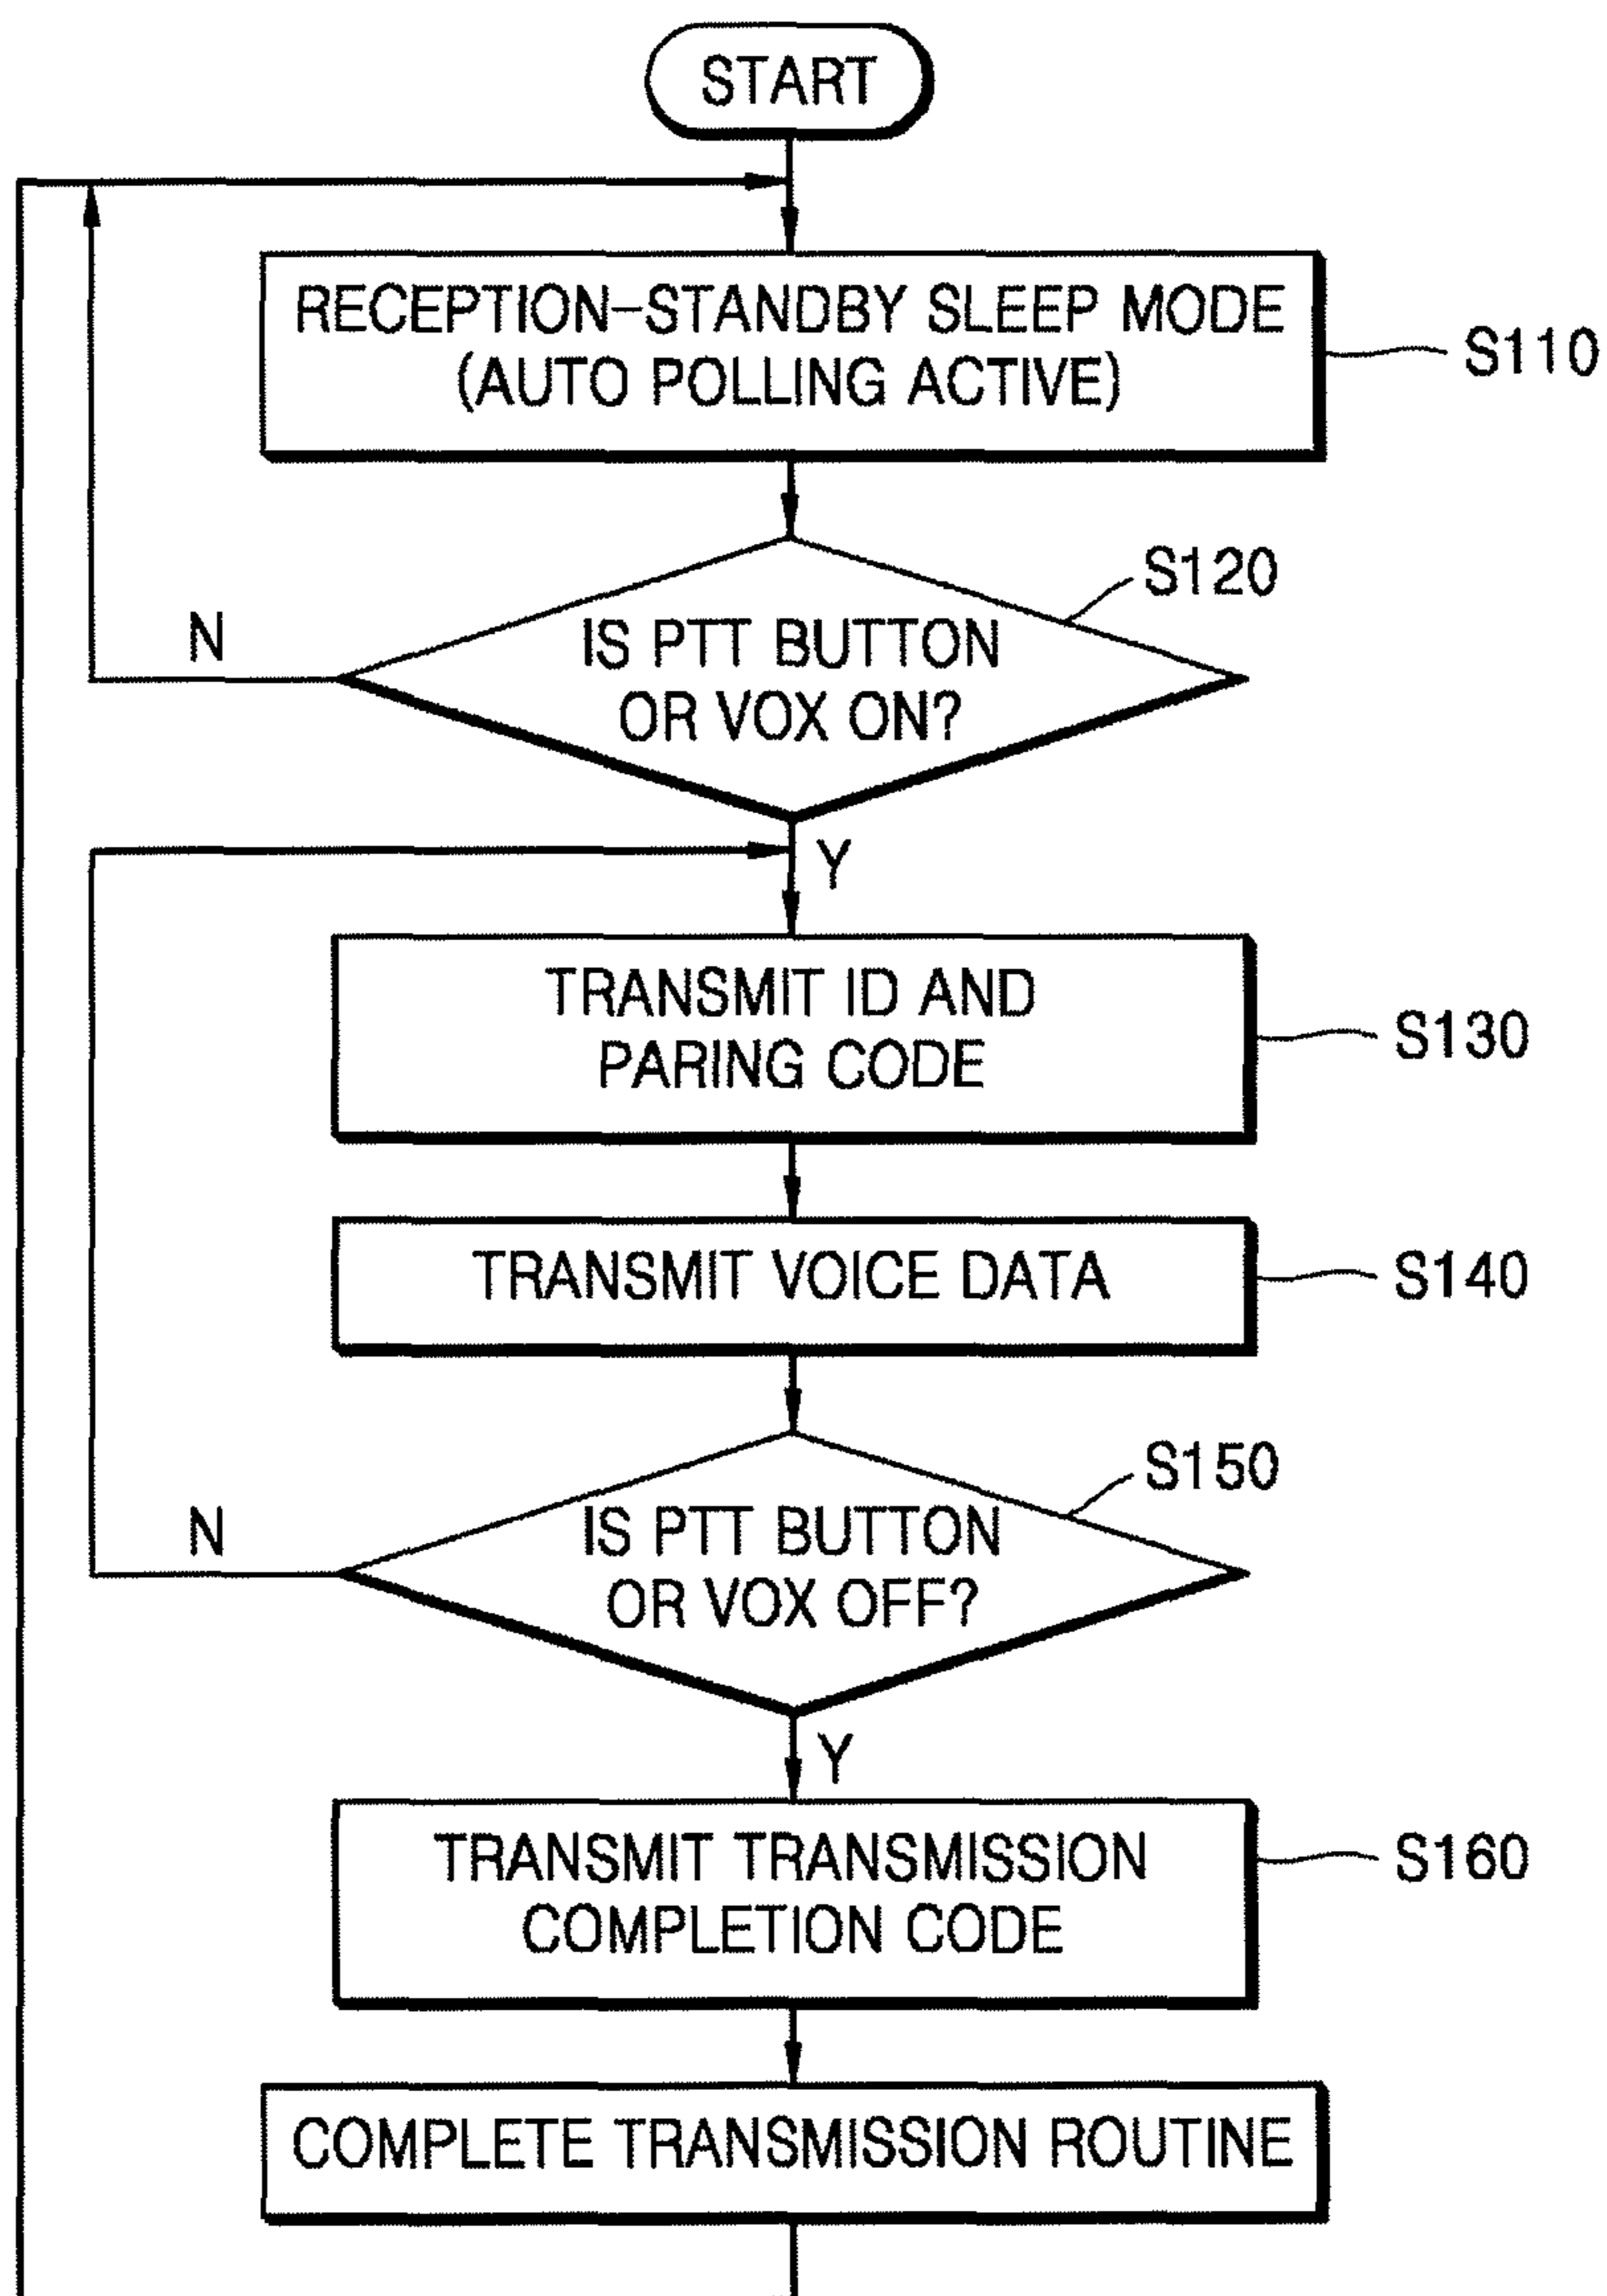 START
RECEPTION-STANDBY SLEEP MODE
(AUTO POLLING ACTIVE)
S110
S120
IS PTT BUTTON
OR VOX ON?
N
Y
TRANSMIT ID AND
PARING CODE
S130
TRANSMIT VOICE DATA
S140
S150
IS PTT BUTTON
OR VOX OFF?
N
Y
TRANSMIT TRANSMISSION
COMPLETION CODE
S160
COMPLETE TRANSMISSION ROUTINE